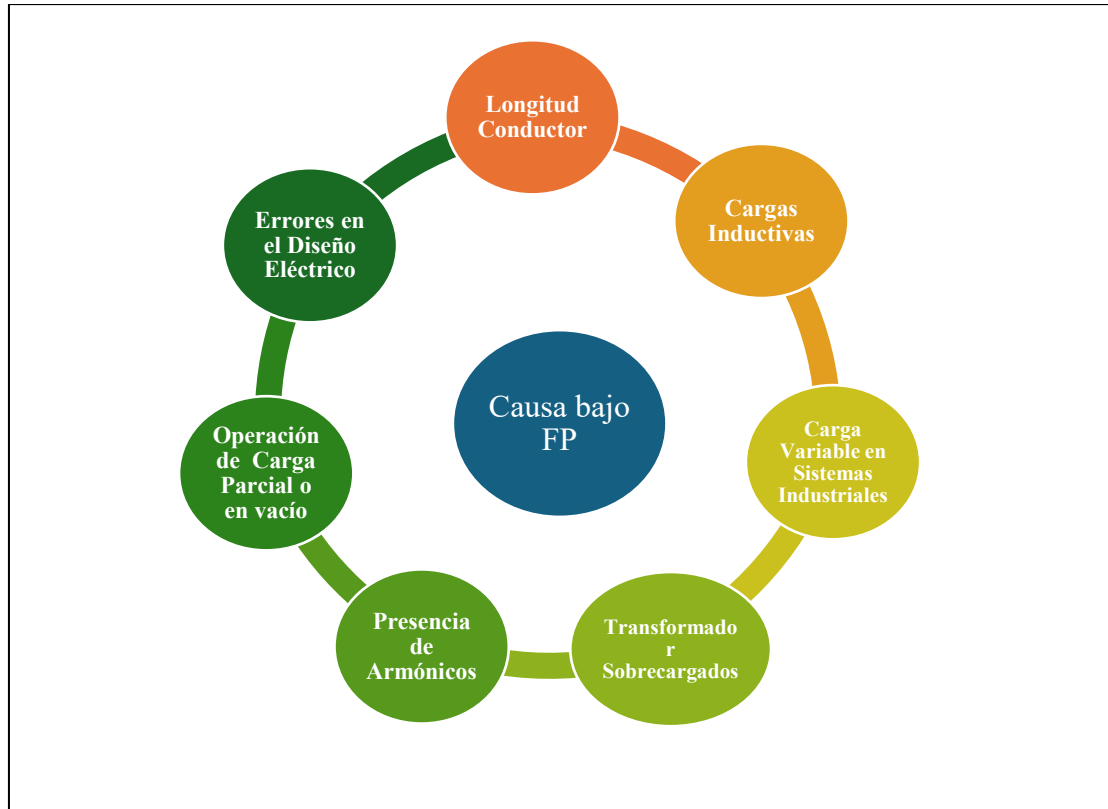 Longitud
Conductor
Cargas
Inductivas
Carga
Variable en
Sistemas
Industriales
Transformado
r
Sobrecargados
Presencia
de
Armónicos
Operación
de Carga
Parcial o
en vacío
Errores en
el Diseño
Eléctrico
Causa bajo
FP